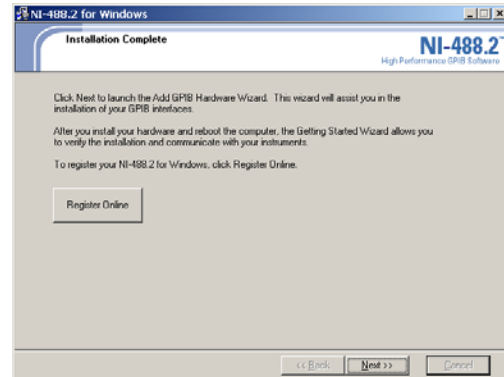 NI-488.2 for Windows
Installation Complete
NI-488.2™
High Performance GPIB Software
Click Next to launch the Add GPIB Hardware Wizard. This wizard will assist you in the
installation of your GPIB interfaces.
After you install your hardware and reboot the computer, the Getting Started Wizard allows you
to verify the installation and communicate with your instruments.
To register your NI-488.2 for Windows, click Register Online.
Register Online
<< Back
Next >>
Cancel